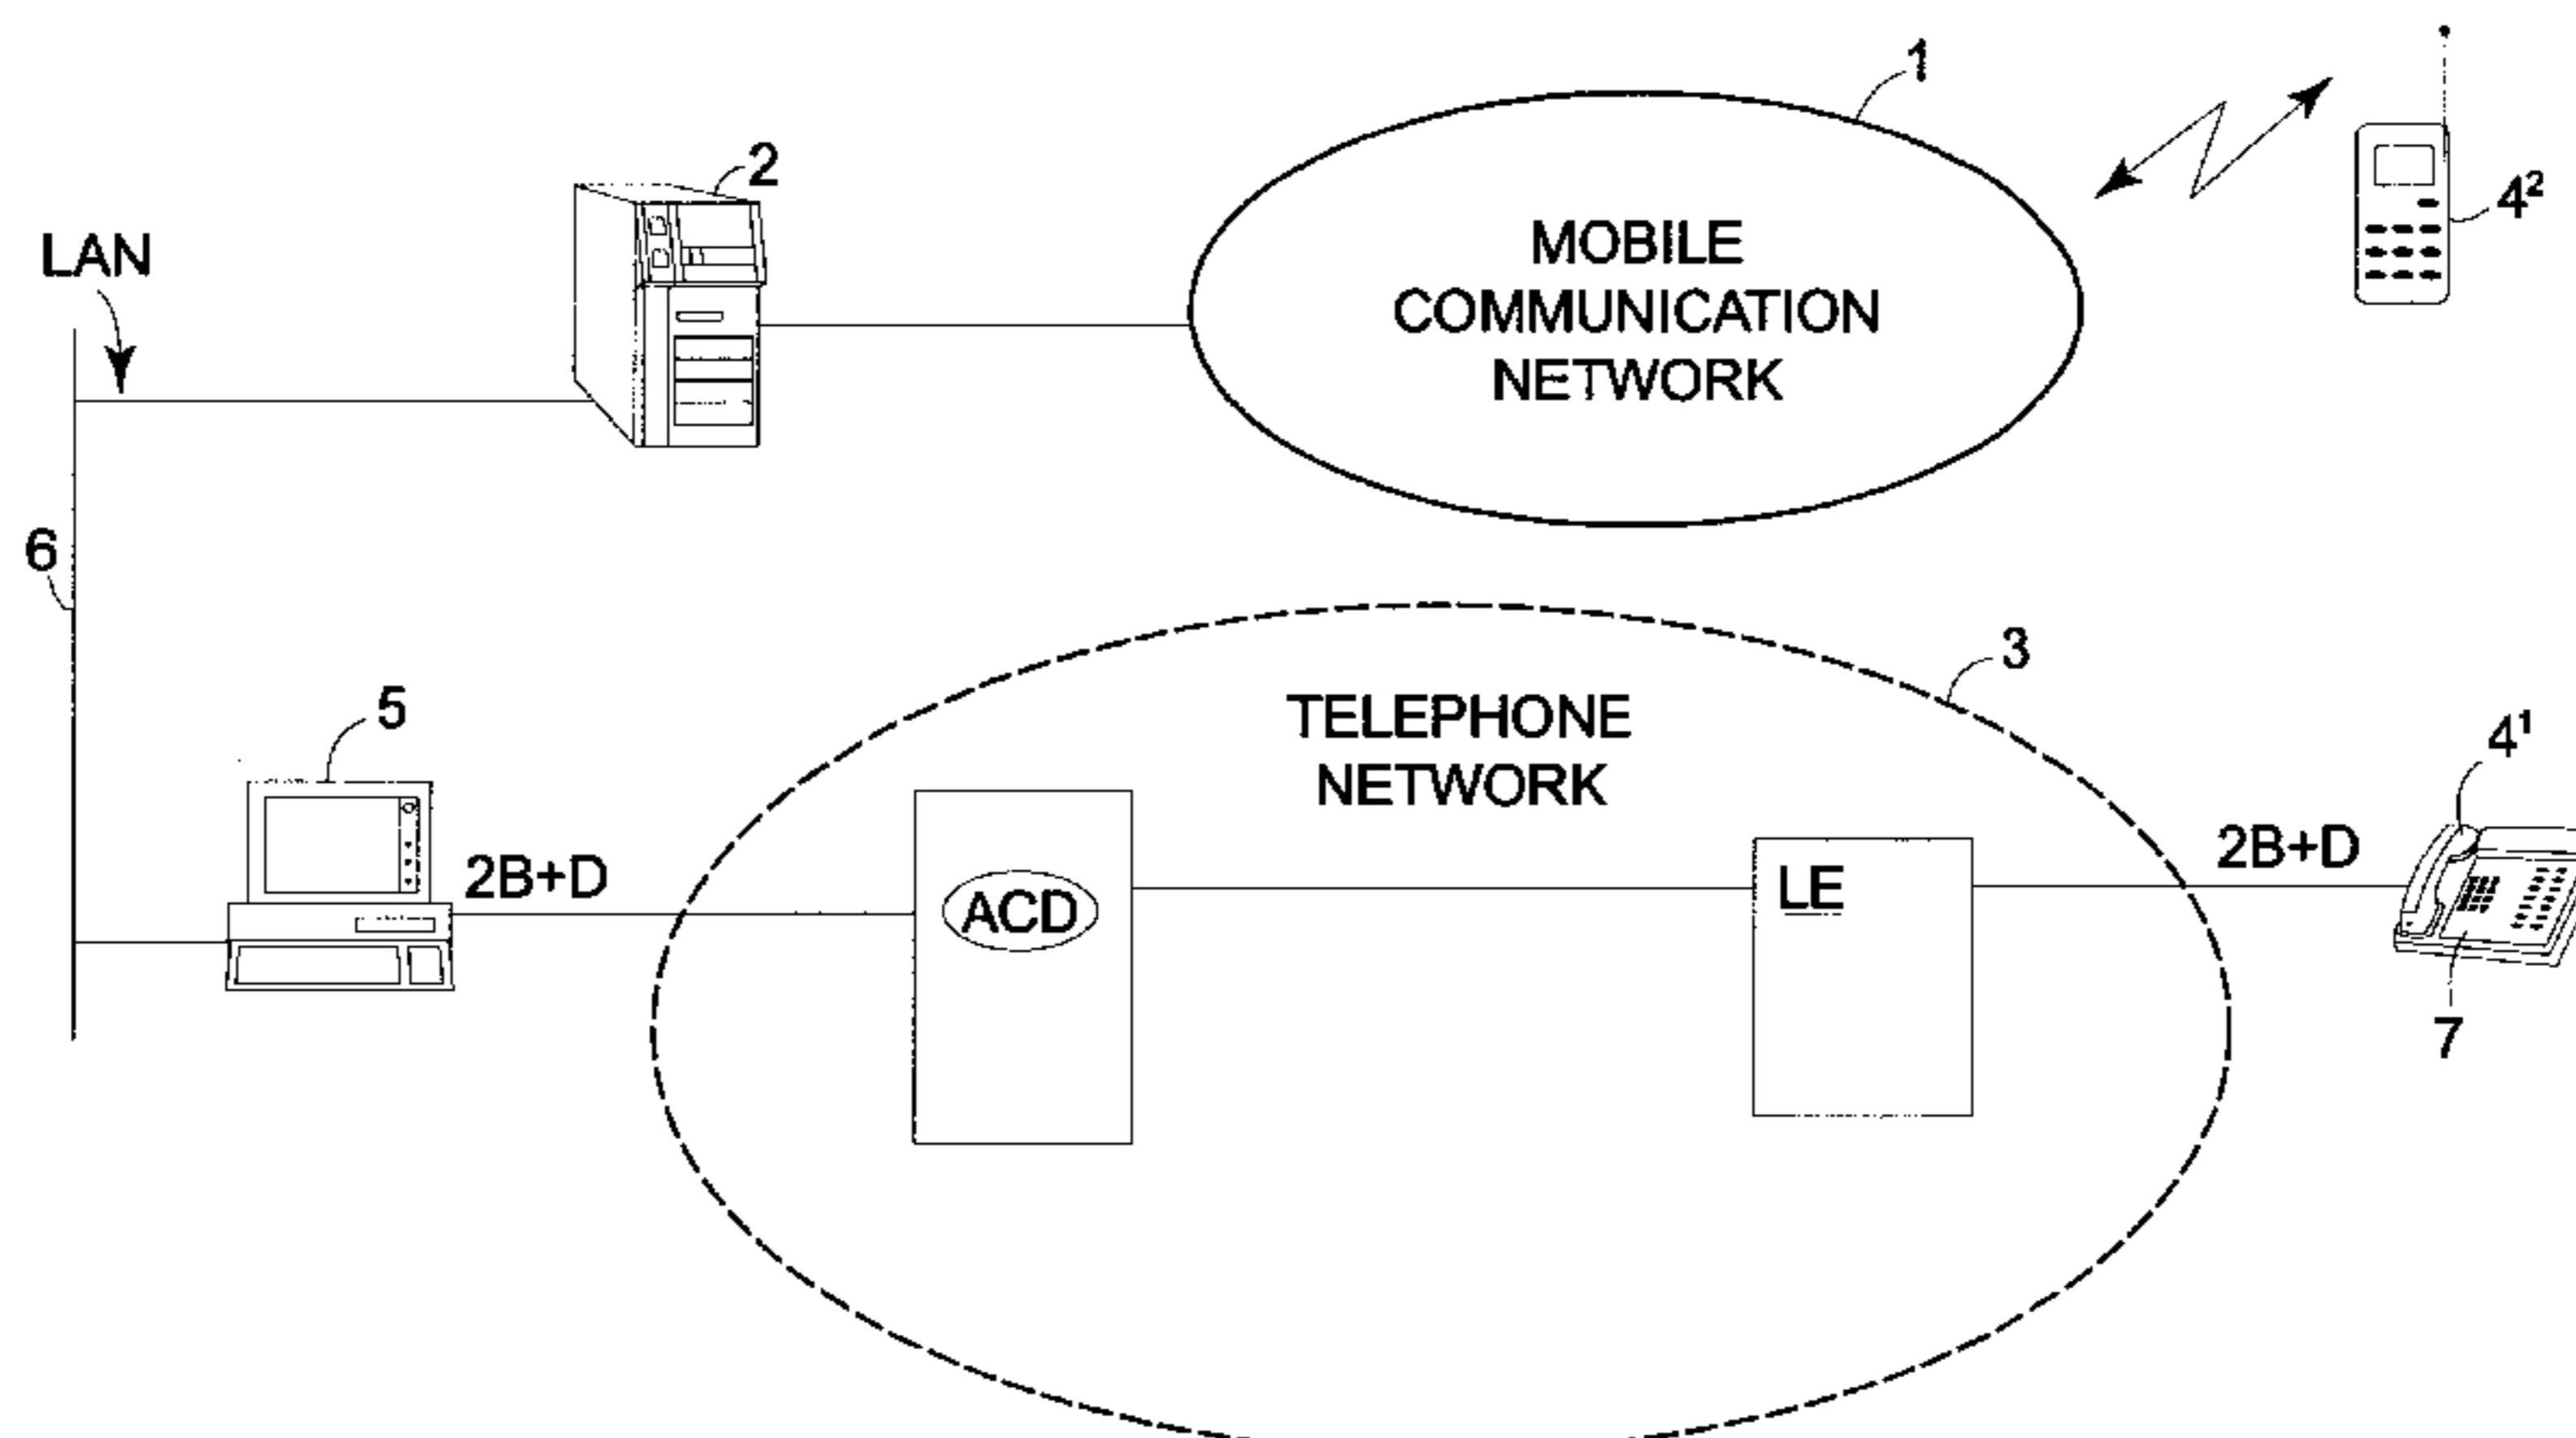 1
2
4²
LAN
MOBILE
COMMUNICATION
NETWORK
6
3
5
TELEPHONE
NETWORK
4¹
2B+D
2B+D
ACD
LE
7